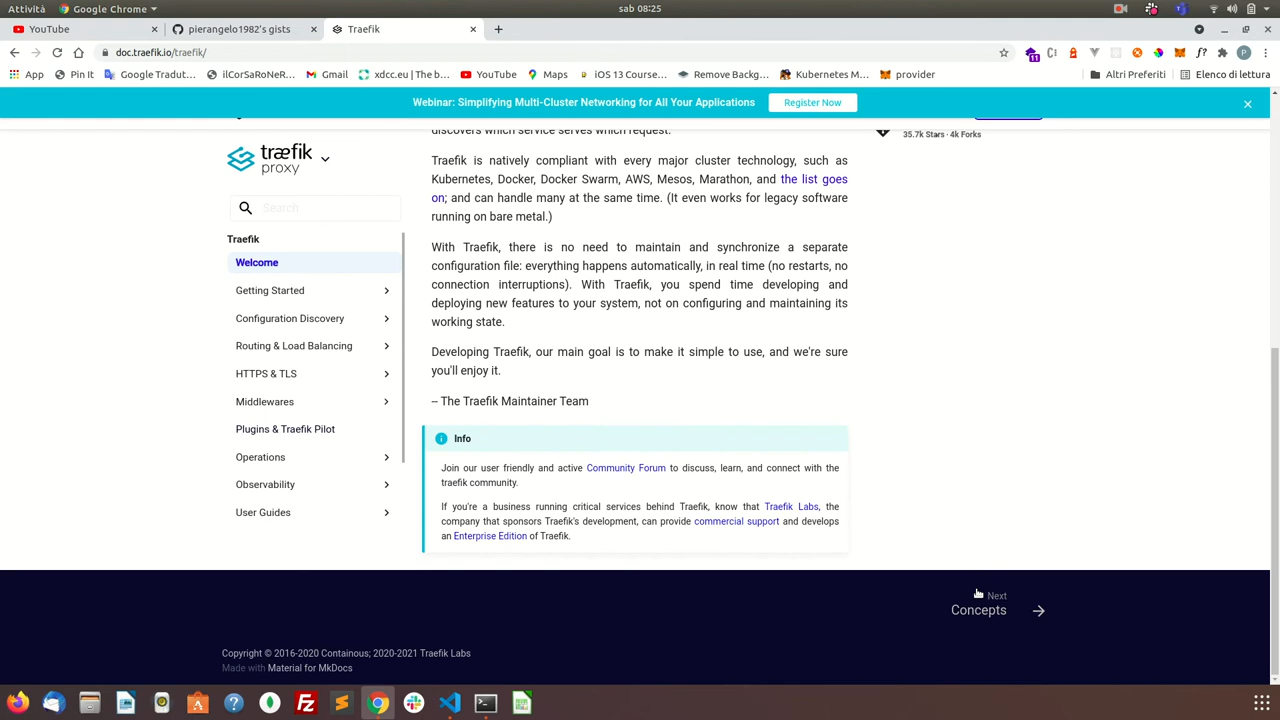 Attività
Google Chrome
sab 08:25
YouTube
pierangelo1982's gists
Traefik
doc.traefik.io/traefik/
11
P
App
Pin It
Google Tradut...
ilCorSaRoNeR...
Gmail
xdcc.eu | The b...
YouTube
Maps
iOS 13 Course...
Remove Backg...
Kubernetes M...
provider
Altri Preferiti
Elenco di lettura
Webinar: Simplifying Multi-Cluster Networking for All Your Applications
Register Now
discovers which service serves which request.
35.7k Stars · 4k Forks
træfik
proxy
Search
Traefik
Welcome
Getting Started
Configuration Discovery
Routing & Load Balancing
HTTPS & TLS
Middlewares
Plugins & Traefik Pilot
Operations
Observability
User Guides
Traefik is natively compliant with every major cluster technology, such as
Kubernetes, Docker, Docker Swarm, AWS, Mesos, Marathon, and the list goes
on; and can handle many at the same time. (It even works for legacy software
running on bare metal.)
With Traefik, there is no need to maintain and synchronize a separate
configuration file: everything happens automatically, in real time (no restarts, no
connection interruptions). With Traefik, you spend time developing and
deploying new features to your system, not on configuring and maintaining its
working state.
Developing Traefik, our main goal is to make it simple to use, and we're sure
you'll enjoy it.
-- The Traefik Maintainer Team
Info
Join our user friendly and active Community Forum to discuss, learn, and connect with the
traefik community.
If you're a business running critical services behind Traefik, know that Traefik Labs, the
company that sponsors Traefik's development, can provide commercial support and develops
an Enterprise Edition of Traefik.
Next
Concepts
Copyright © 2016-2020 Containous; 2020-2021 Traefik Labs
Made with Material for MkDocs